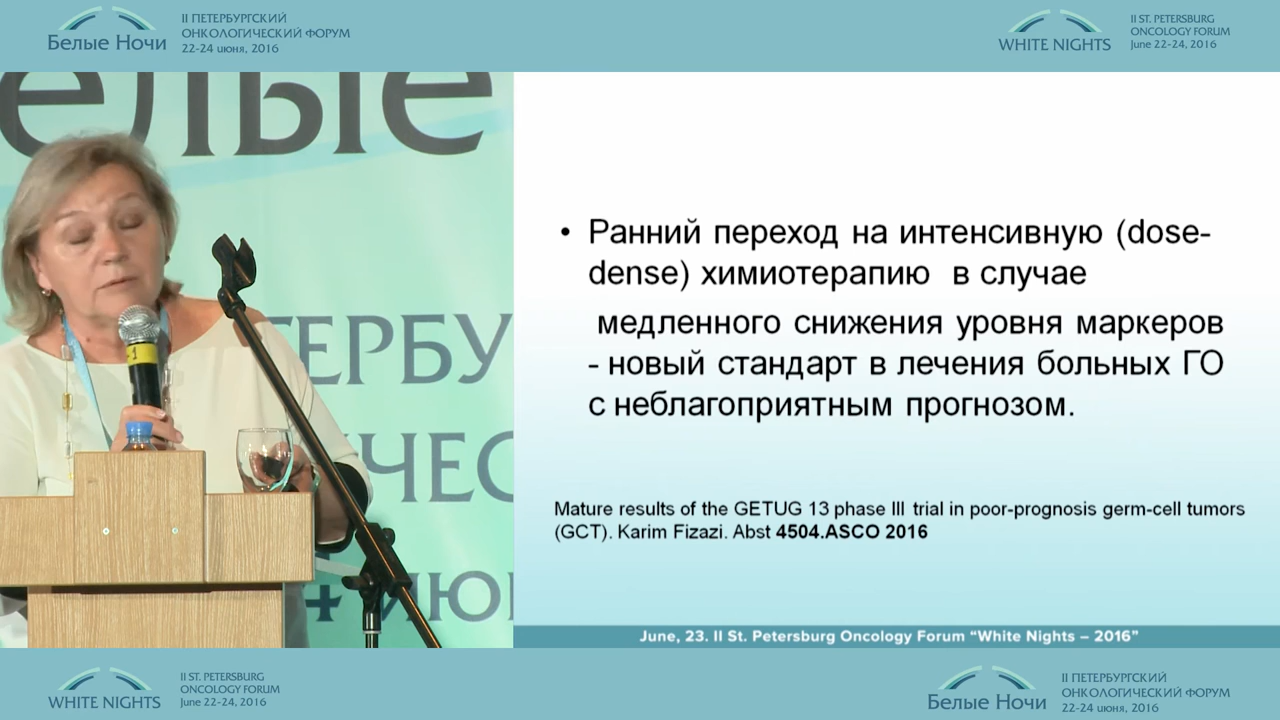 Белые Ночи
II ПЕТЕРБУРГСКИЙ
ОНКОЛОГИЧЕСКИЙ ФОРУМ
22-24 июня, 2016
WHITE NIGHTS
II ST. PETERSBURG
ONCOLOGY FORUM
June 22-24, 2016
елые
ТЕРБУ
ЧЕС
ИЮ
• Ранний переход на интенсивную (dose-
dense) химиотерапию в случае
медленного снижения уровня маркеров
- новый стандарт в лечения больных ГО
с неблагоприятным прогнозом.
Mature results of the GETUG 13 phase III trial in poor-prognosis germ-cell tumors
(GCT). Karim Fizazi. Abst 4504.ASCO 2016
June, 23. II St. Petersburg Oncology Forum “White Nights – 2016”
WHITE NIGHTS
II ST. PETERSBURG
ONCOLOGY FORUM
June 22-24, 2016
Белые Ночи
II ПЕТЕРБУРГСКИЙ
ОНКОЛОГИЧЕСКИЙ ФОРУМ
22-24 июня, 2016